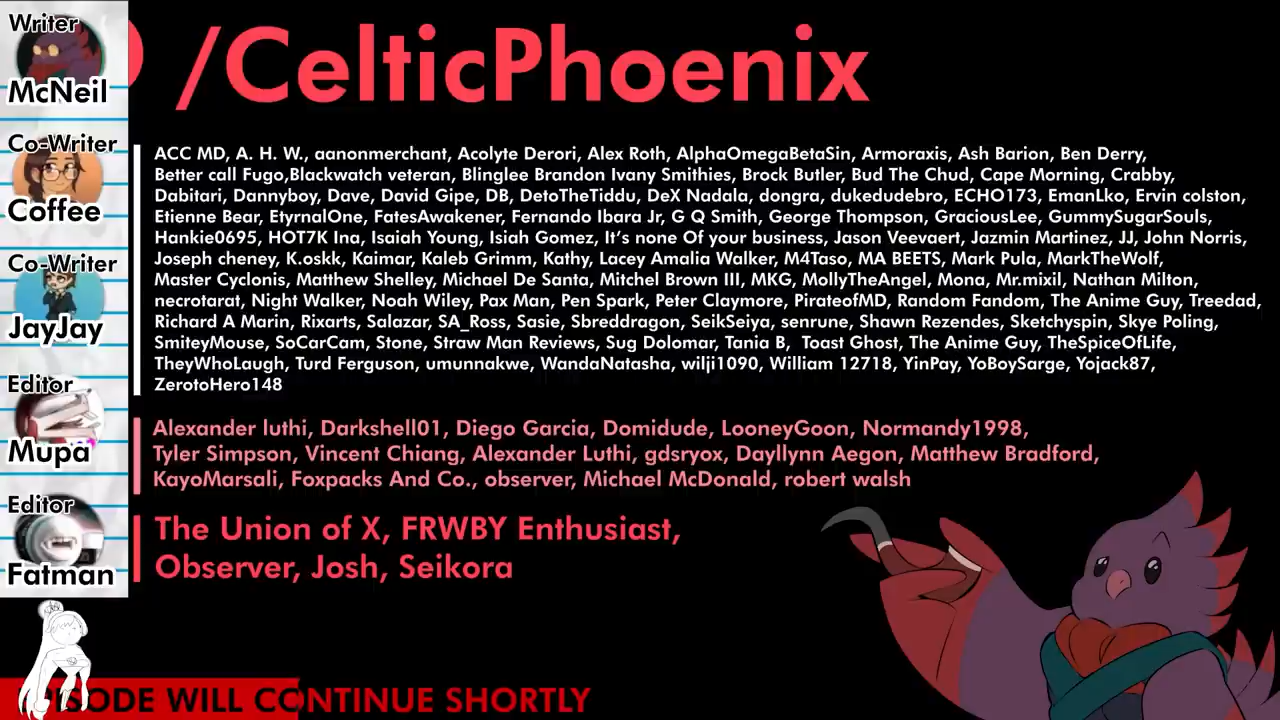 Writer
McNeil
Co-Writer
Coffee
Co-Writer
JayJay
Editor
Mupa
Editor
Fatman
/CelticPhoenix
ACC MD, A. H. W., aanonmerchant, Acolyte Derori, Alex Roth, AlphaOmegaBetaSin, Armoraxis, Ash Barion, Ben Derry,
Better call Fugo,Blackwatch veteran, Blinglee Brandon Ivany Smithies, Brock Butler, Bud The Chud, Cape Morning, Crabby,
Dabitari, Dannyboy, Dave, David Gipe, DB, DetoTheTiddu, DeX Nadala, dongra, dukedudebro, ECHO173, EmanLko, Ervin colston,
Etienne Bear, EtyrnalOne, FatesAwakener, Fernando Ibara Jr, G Q Smith, George Thompson, GraciousLee, GummySugarSouls,
Hankie0695, HOT7K Ina, Isaiah Young, Isiah Gomez, It's none Of your business, Jason Veevaert, Jazmin Martinez, JJ, John Norris,
Joseph cheney, K.oskk, Kaimar, Kaleb Grimm, Kathy, Lacey Amalia Walker, M4Taso, MA BEETS, Mark Pula, MarkTheWolf,
Master Cyclonis, Matthew Shelley, Michael De Santa, Mitchel Brown III, MKG, MollyTheAngel, Mona, Mr.mixil, Nathan Milton,
necrotarat, Night Walker, Noah Wiley, Pax Man, Pen Spark, Peter Claymore, PirateofMD, Random Fandom, The Anime Guy, Treedad,
Richard A Marin, Rixarts, Salazar, SA_Ross, Sasie, Sbreddragon, SeikSeiya, senrune, Shawn Rezendes, Sketchyspin, Skye Poling,
SmiteyMouse, SoCarCam, Stone, Straw Man Reviews, Sug Dolomar, Tania B, Toast Ghost, The Anime Guy, TheSpiceOfLife,
TheyWhoLaugh, Turd Ferguson, umunnakwe, WandaNatasha, wilji1090, William 12718, YinPay, YoBoySarge, Yojack87,
ZerotoHero148
Alexander luthi, Darkshell01, Diego Garcia, Domidude, LooneyGoon, Normandy1998,
Tyler Simpson, Vincent Chiang, Alexander Luthi, gdsryox, Dayllynn Aegon, Matthew Bradford,
KayoMarsali, Foxpacks And Co., observer, Michael McDonald, robert walsh
The Union of X, FRWBY Enthusiast,
Observer, Josh, Seikora
PISODE WILL CONTINUE SHORTLY